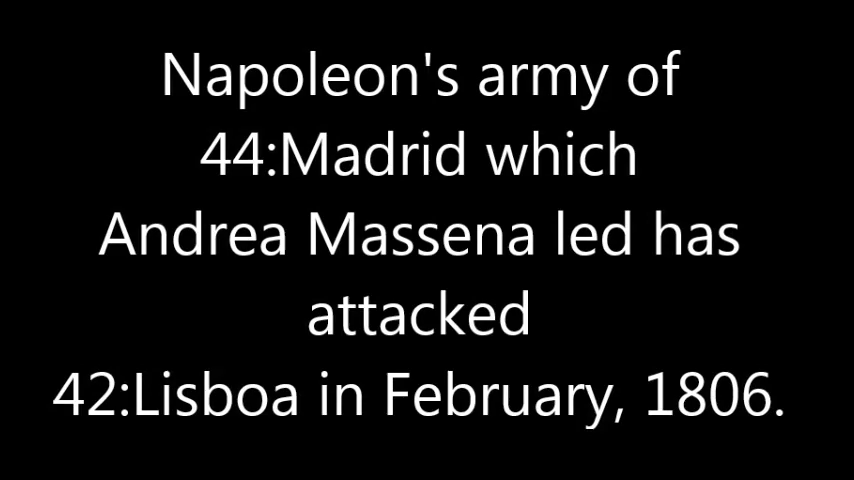 Napoleon's army of
44:Madrid which
Andrea Massena led has
attacked
42:Lisboa in February, 1806.